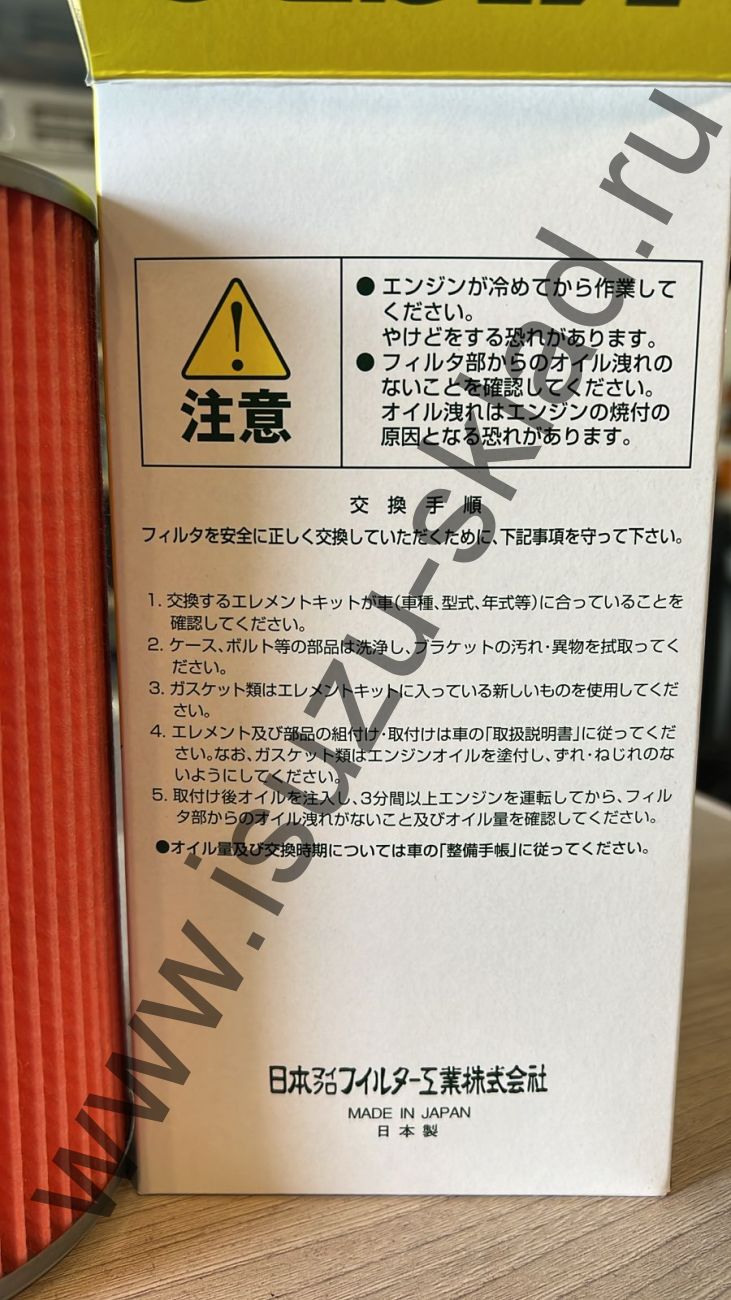 注意
● エンジンが冷めてから作業して
ください。
やけどをする恐れがあります。
● フィルタ部からのオイル洩れの
ないことを確認してください。
オイル洩れはエンジンの焼付の
原因となる恐れがあります。
交換手順
フィルタを安全に正しく交換していただくために、下記事項を守って下さい。
1. 交換するエレメントキットが車(車種、型式、年式等)に合っていることを
確認してください。
2. ケース、ボルト等の部品は洗浄し、ブラケットの汚れ・異物を拭取ってく
ださい。
3. ガスケット類はエレメントキットに入っている新しいものを使用してくだ
さい。
4. エレメント及び部品の組付け・取付けは車の「取扱説明書」に従ってくだ
さい。なお、ガスケット類はエンジンオイルを塗付し、ずれ・ねじれのな
いようにしてください。
5. 取付け後オイルを注入し、3分間以上エンジンを運転してから、フィル
タ部からのオイル洩れがないこと及びオイル量を確認してください。
●オイル量及び交換時期については車の「整備手帳」に従ってください。
日本マイクロフイルター工業株式会社
MADE IN JAPAN
日本製
www.isuzu-sklad.ru